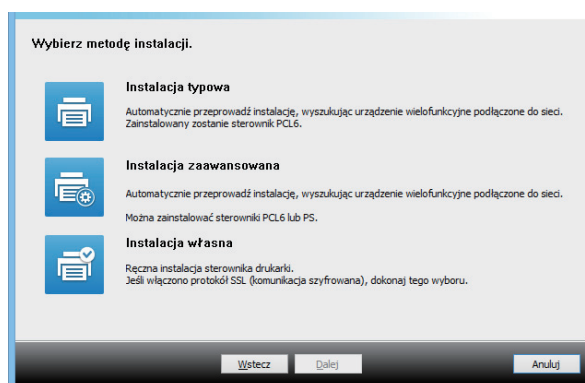 Wybierz metodę instalacji.
Instalacja typowa
Automatycznie przeprowadź instalację, wyszukując urządzenie wielofunkcyjne podłączone do sieci.
Zainstalowany zostanie sterownik PCL6.
Instalacja zaawansowana
Automatycznie przeprowadź instalację, wyszukując urządzenie wielofunkcyjne podłączone do sieci.
Można zainstalować sterowniki PCL6 lub PS.
Instalacja własna
Ręczna instalacja sterownika drukarki.
Jeśli włączono protokół SSL (komunikacja szyfrowana), dokonaj tego wyboru.
Wstecz Dalej Anuluj